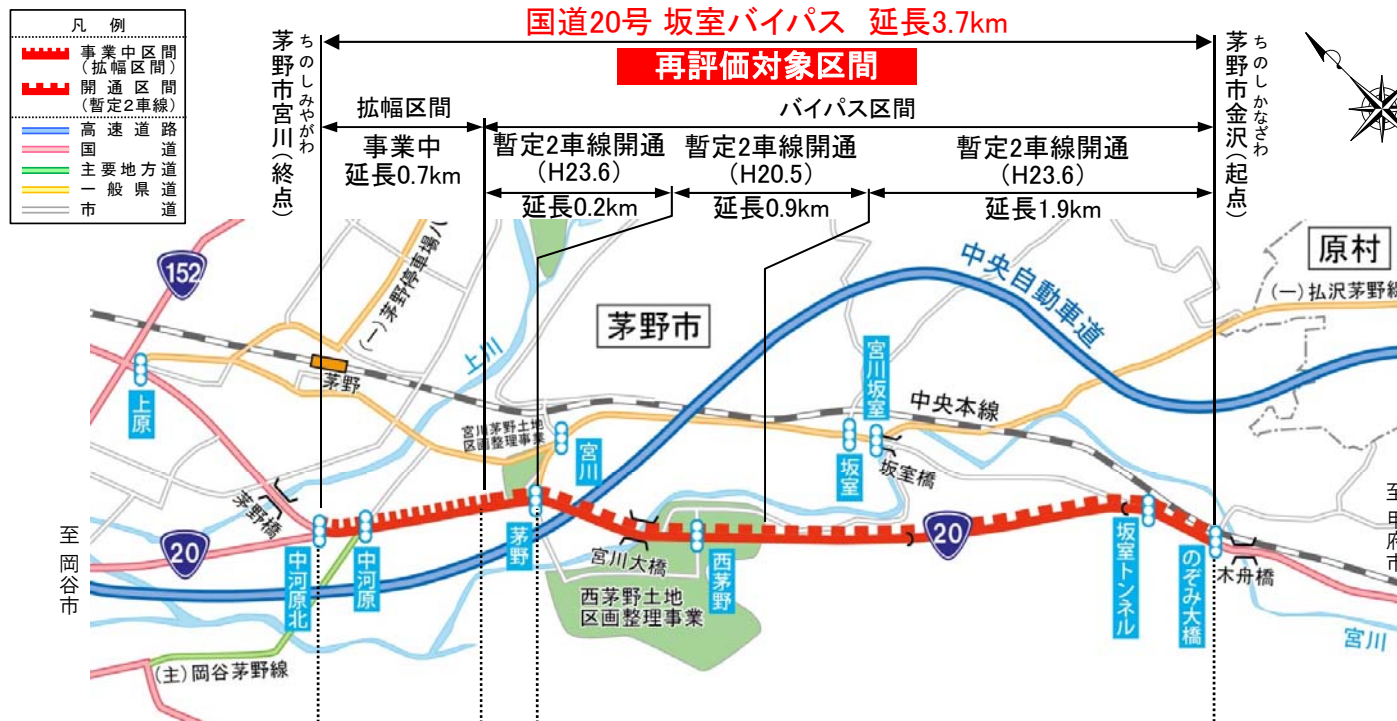 国道20号 坂室バイパス 延長3.7km
再評価対象区間
凡 例
事業中区間
(拡幅区間)
開通区間
(暫定2車線)
高速道路
国道
主要地方道
一般県道
市道
茅野市宮川(終点)
ちのしみやがわ
茅野市金沢(起点)
ちのしかなざわ
拡幅区間
バイパス区間
事業中
延長0.7km
暫定2車線開通
(H23.6)
延長0.2km
暫定2車線開通
(H20.5)
延長0.9km
暫定2車線開通
(H23.6)
延長1.9km
152
(一)茅野停車場八
上川
茅野市
中央自動車道
原村
(一)払沢茅野線
上原
茅野
宮川茅野土地
区画整理事業
宮川
宮川坂室
中央本線
坂室
坂室橋
茅野橋
至 岡谷市
20
中河原北
中河原
茅野
宮川大橋
西茅野
西茅野土地
区画整理事業
20
坂室トンネル
のぞみ大橋
木舟橋
至 甲府市
宮川
(主)岡谷茅野線